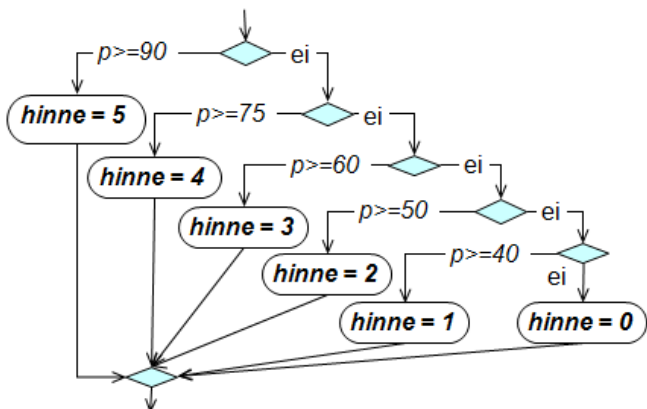 p>=90
ei
hinne = 5
p>=75
ei
hinne = 4
p>=60
ei
hinne = 3
p>=50
ei
hinne = 2
p>=40
ei
hinne = 1
hinne = 0